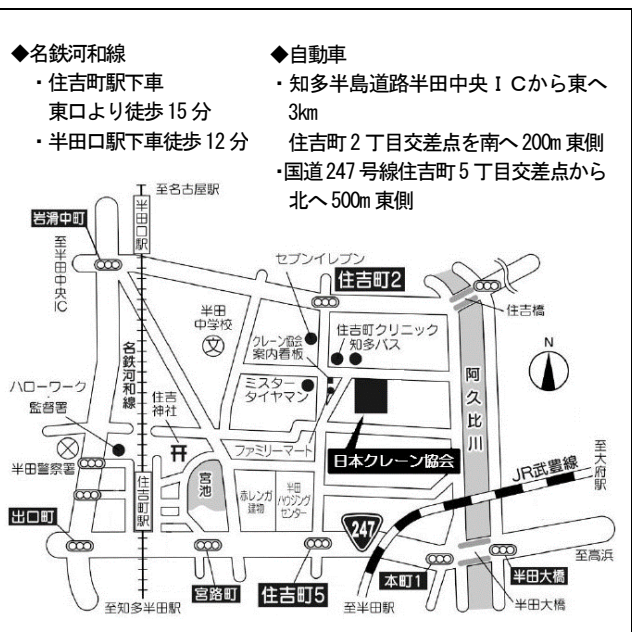 ◆名鉄河和線
・住吉町駅下車
東口より徒歩15分
・半田口駅下車徒歩12分
◆自動車
・知多半島道路半田中央ICから東へ
3km
住吉町2丁目交差点を南へ200m東側
・国道247号線住吉町5丁目交差点から
北へ500m東側
至名古屋駅
半田口駅
岩滑中町
至半田中央IC
セブンイレブン
住吉町2
住吉橋
半田
中学校
文
クレーン協会
案内看板
住吉町クリニック
知多バス
N
名鉄河和線
ハローワーク
監督署
住吉
神社
ミスター
タイヤマン
阿久比川
ファミリーマート
日本クレーン協会
半田警察署
住吉町駅
宮池
赤レンガ
建物
半田
ハウジング
センター
JR武豊線
至大府駅
出口町
247
宮路町
住吉町5
本町1
半田大橋
至高浜
至知多半田駅
至半田駅
半田大橋